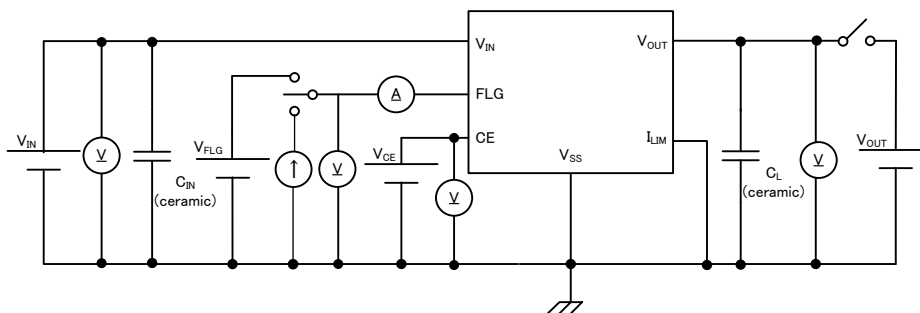 VIN
VOUT
FLG
CE
ILIM
VSS
A
VIN
V
CIN
(ceramic)
VFLG
V
VCE
V
CL
(ceramic)
V
VOUT